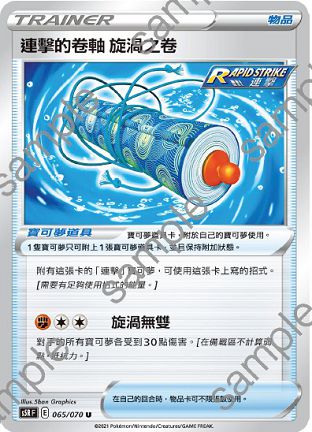 TRAINER 物品
連擊的卷軸 旋渦之卷
RAPID STRIKE
連擊
寶可夢道具
寶可夢道具卡，附於自己的寶可夢使用。
1隻寶可夢只可附上1張寶可夢道具卡，並且保持附加狀態。
附有這張卡的「連擊」寶可夢，可使用這張卡上寫的招式。
[需要有足夠使用招式的能量。]
旋渦無雙
對手的所有寶可夢各受到30點傷害。[在備戰區不計算弱
點、抵抗力。]
Illus. 5ban Graphics
s5R F E 065/070 U
在自己的回合時，物品卡可不限張數使用。
©2021 Pokémon/Nintendo/Creatures/GAME FREAK.
sample
sample
sample
sample
sample
sample